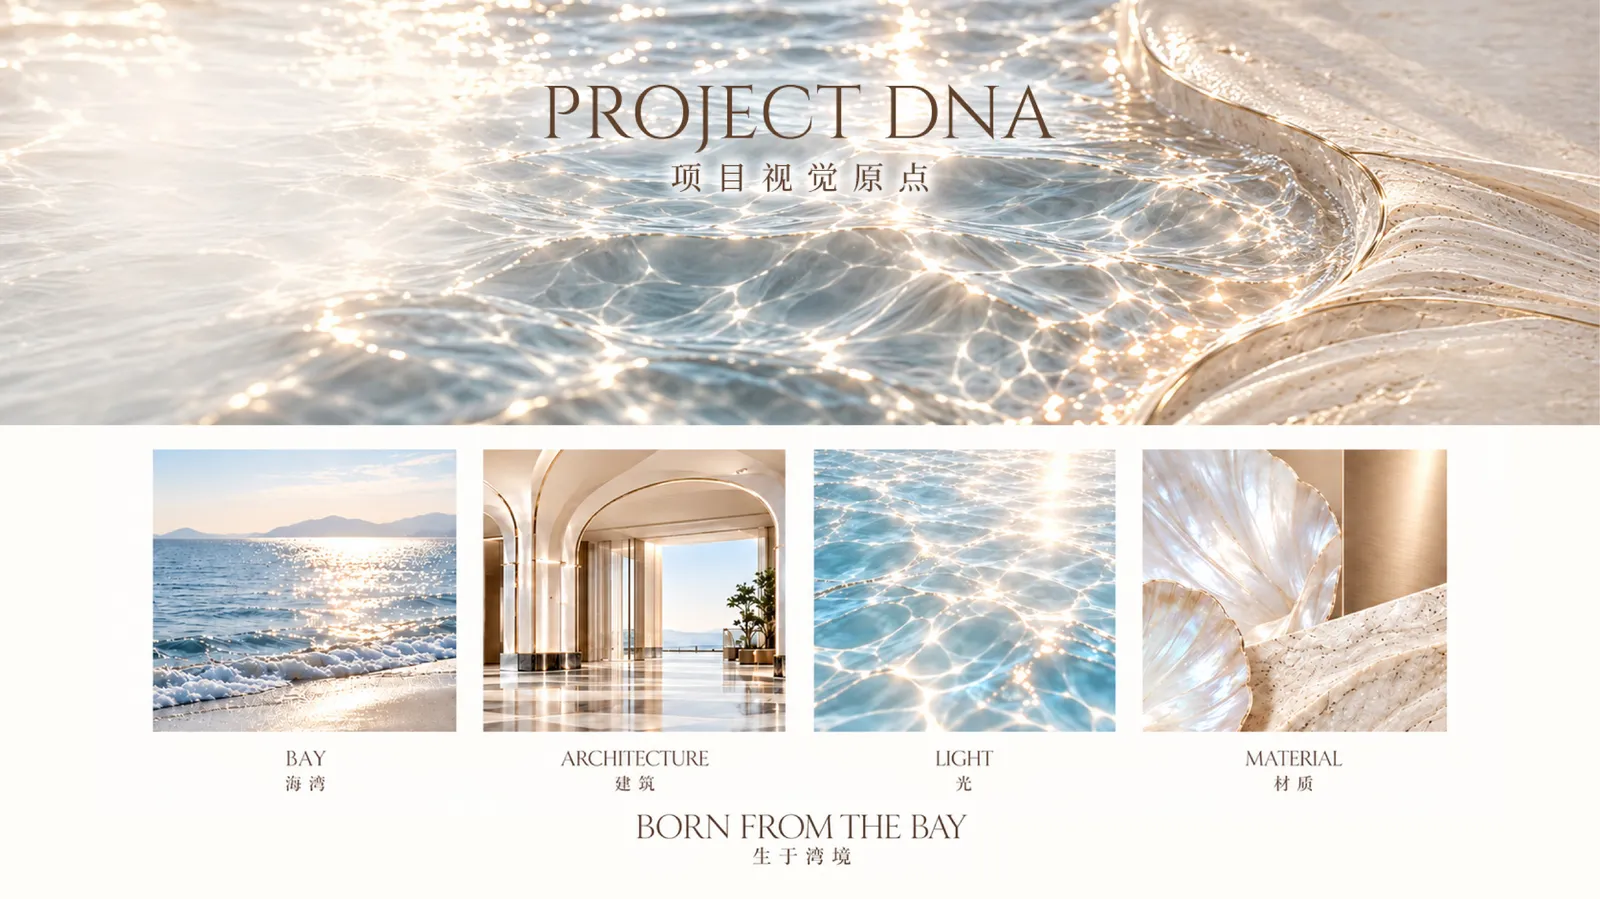 PROJECT DNA
项目视觉原点
BAY
海湾
ARCHITECTURE
建筑
LIGHT
光
MATERIAL
材质
BORN FROM THE BAY
生于湾境